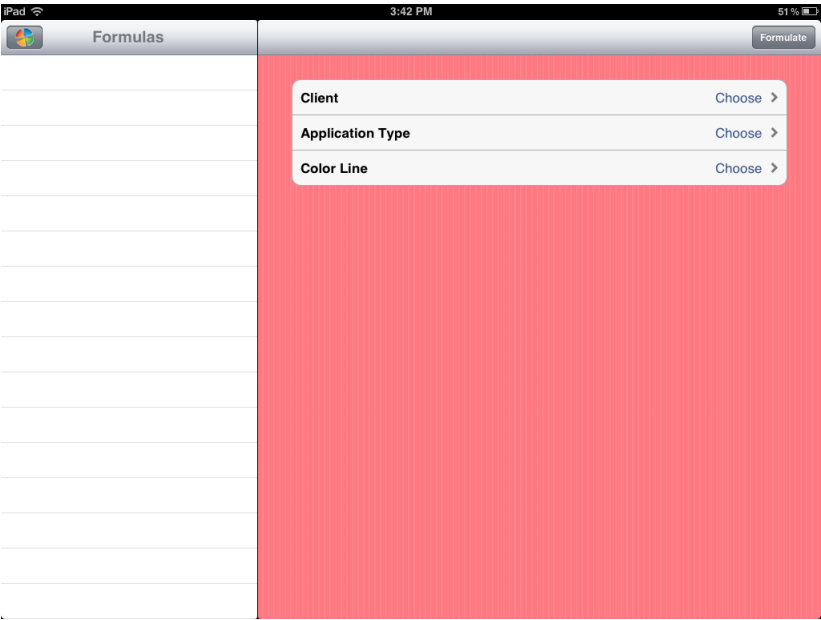 iPad 3:42 PM 51%
Formulas Formulate
Client Choose
Application Type Choose
Color Line Choose